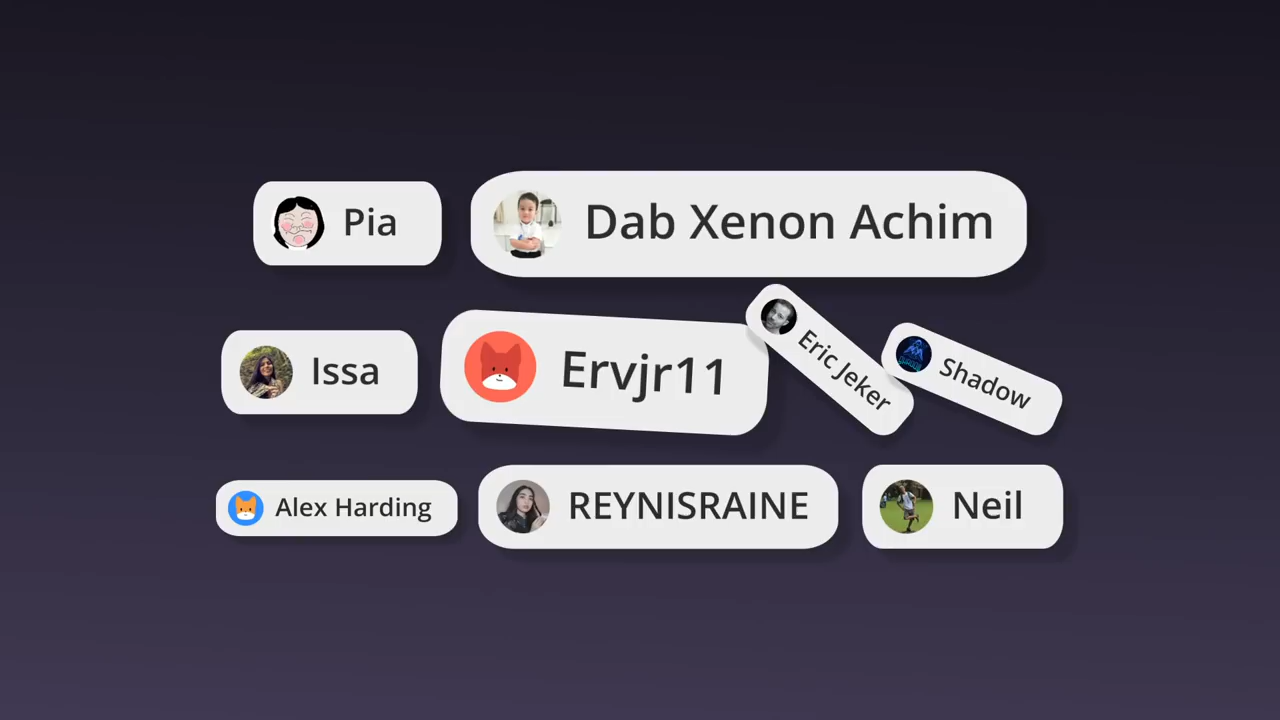 Pia
Dab Xenon Achim
Issa
Ervjr11
Eric Jeker
Shadow
Alex Harding
REYNISRAINE
Neil